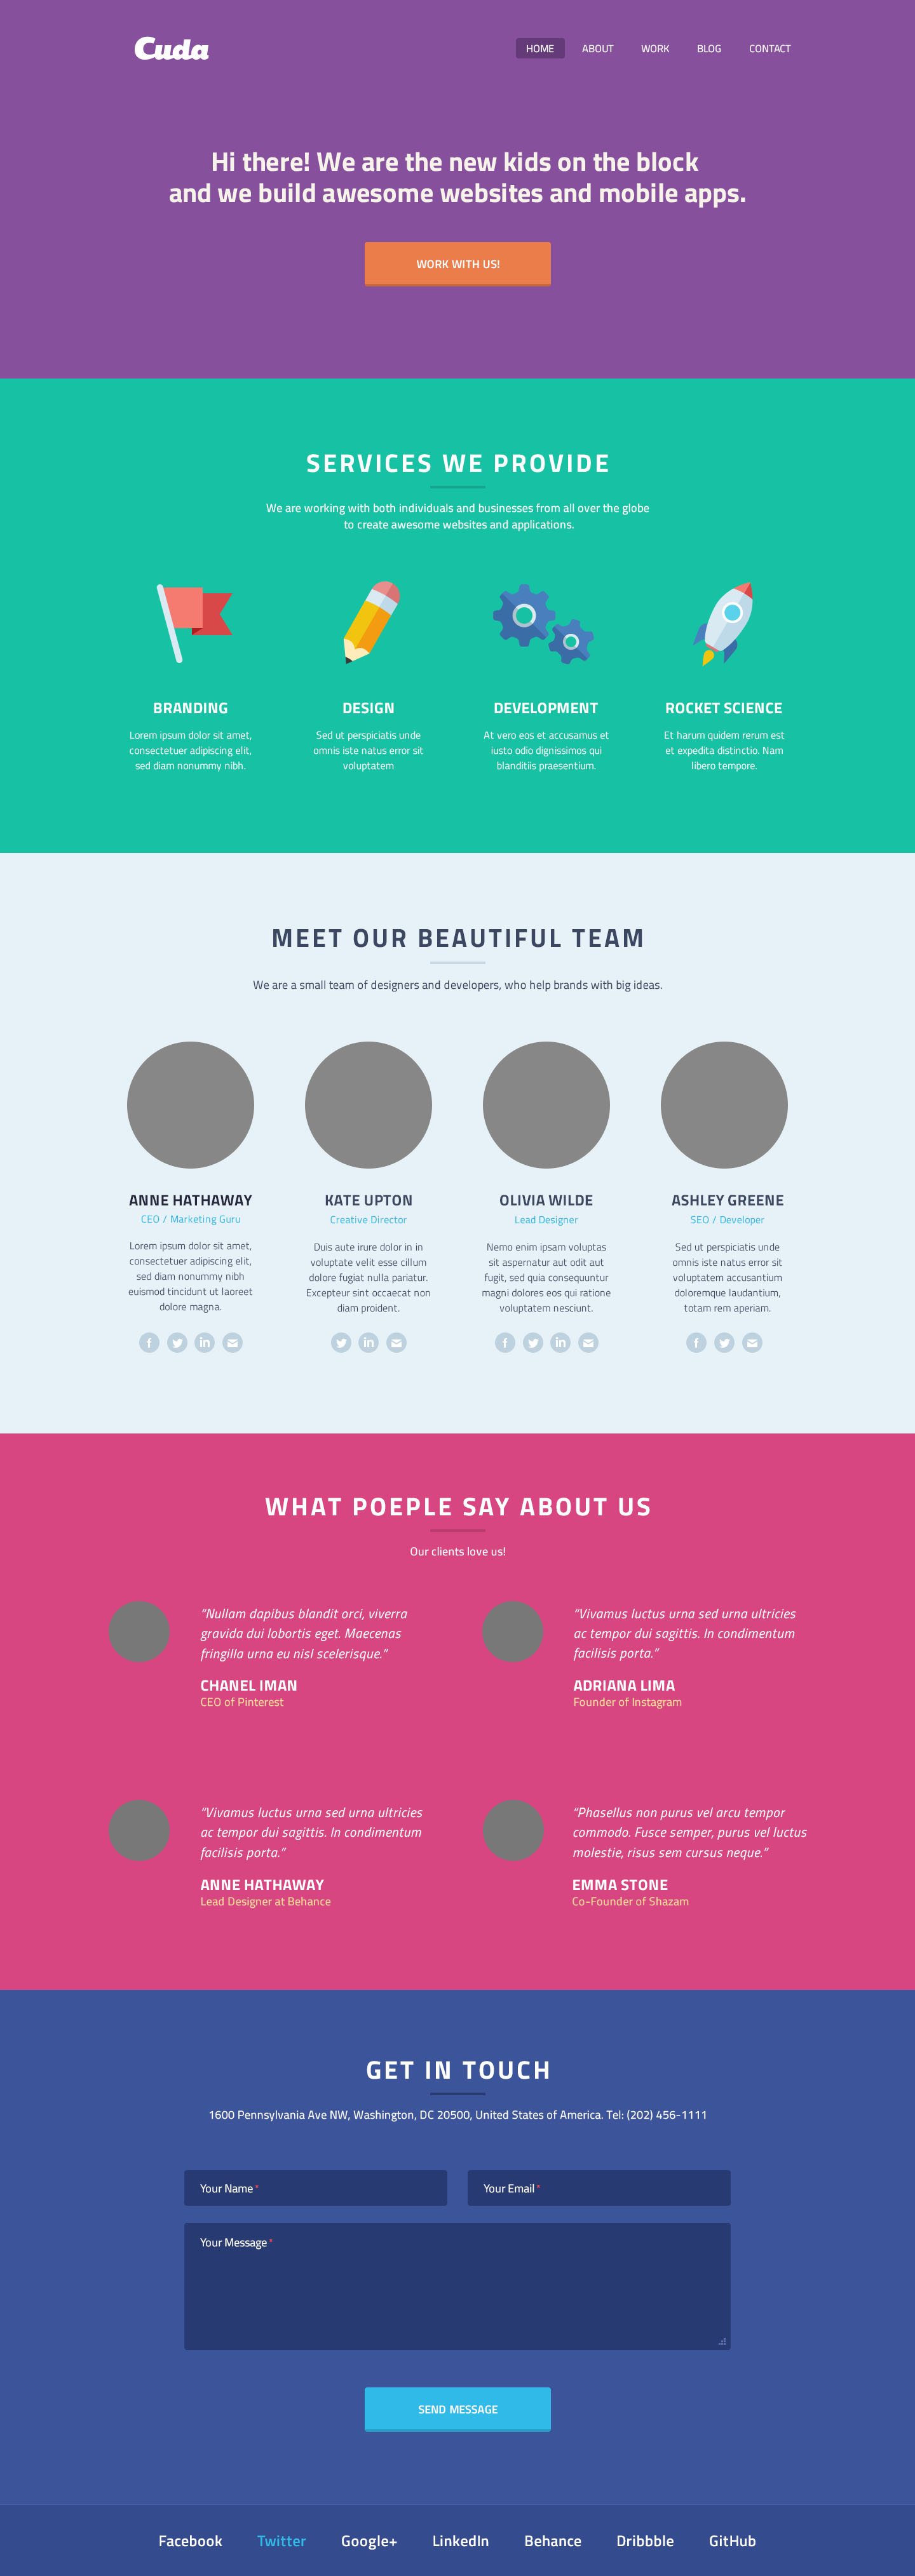 Cuda
HOME ABOUT WORK BLOG CONTACT
Hi there! We are the new kids on the block
and we build awesome websites and mobile apps.
WORK WITH US!
SERVICES WE PROVIDE
We are working with both individuals and businesses from all over the globe
to create awesome websites and applications.
BRANDING
Lorem ipsum dolor sit amet,
consectetuer adipiscing elit,
sed diam nonummy nibh.
DESIGN
Sed ut perspiciatis unde
omnis iste natus error sit
voluptatem
DEVELOPMENT
At vero eos et accusamus et
iusto odio dignissimos qui
blanditiis praesentium.
ROCKET SCIENCE
Et harum quidem rerum est
et expedita distinctio. Nam
libero tempore.
MEET OUR BEAUTIFUL TEAM
We are a small team of designers and developers, who help brands with big ideas.
ANNE HATHAWAY
CEO / Marketing Guru
Lorem ipsum dolor sit amet,
consectetuer adipiscing elit,
sed diam nonummy nibh
euismod tincidunt ut laoreet
dolore magna.
KATE UPTON
Creative Director
Duis aute irure dolor in in
voluptate velit esse cillum
dolore fugiat nulla pariatur.
Excepteur sint occaecat non
diam proident.
OLIVIA WILDE
Lead Designer
Nemo enim ipsam voluptas
sit aspernatur aut odit aut
fugit, sed quia consequuntur
magni dolores eos qui ratione
voluptatem nesciunt.
ASHLEY GREENE
SEO / Developer
Sed ut perspiciatis unde
omnis iste natus error sit
voluptatem accusantium
doloremque laudantium,
totam rem aperiam.
WHAT POEPLE SAY ABOUT US
Our clients love us!
“Nullam dapibus blandit orci, viverra
gravida dui lobortis eget. Maecenas
fringilla urna eu nisl scelerisque.”
CHANEL IMAN
CEO of Pinterest
“Vivamus luctus urna sed urna ultricies
ac tempor dui sagittis. In condimentum
facilisis porta.”
ADRIANA LIMA
Founder of Instagram
“Vivamus luctus urna sed urna ultricies
ac tempor dui sagittis. In condimentum
facilisis porta.”
ANNE HATHAWAY
Lead Designer at Behance
“Phasellus non purus vel arcu tempor
commodo. Fusce semper, purus vel luctus
molestie, risus sem cursus neque.”
EMMA STONE
Co-Founder of Shazam
GET IN TOUCH
1600 Pennsylvania Ave NW, Washington, DC 20500, United States of America. Tel: (202) 456-1111
Your Name *
Your Email *
Your Message *
SEND MESSAGE
Facebook Twitter Google+ LinkedIn Behance Dribbble GitHub